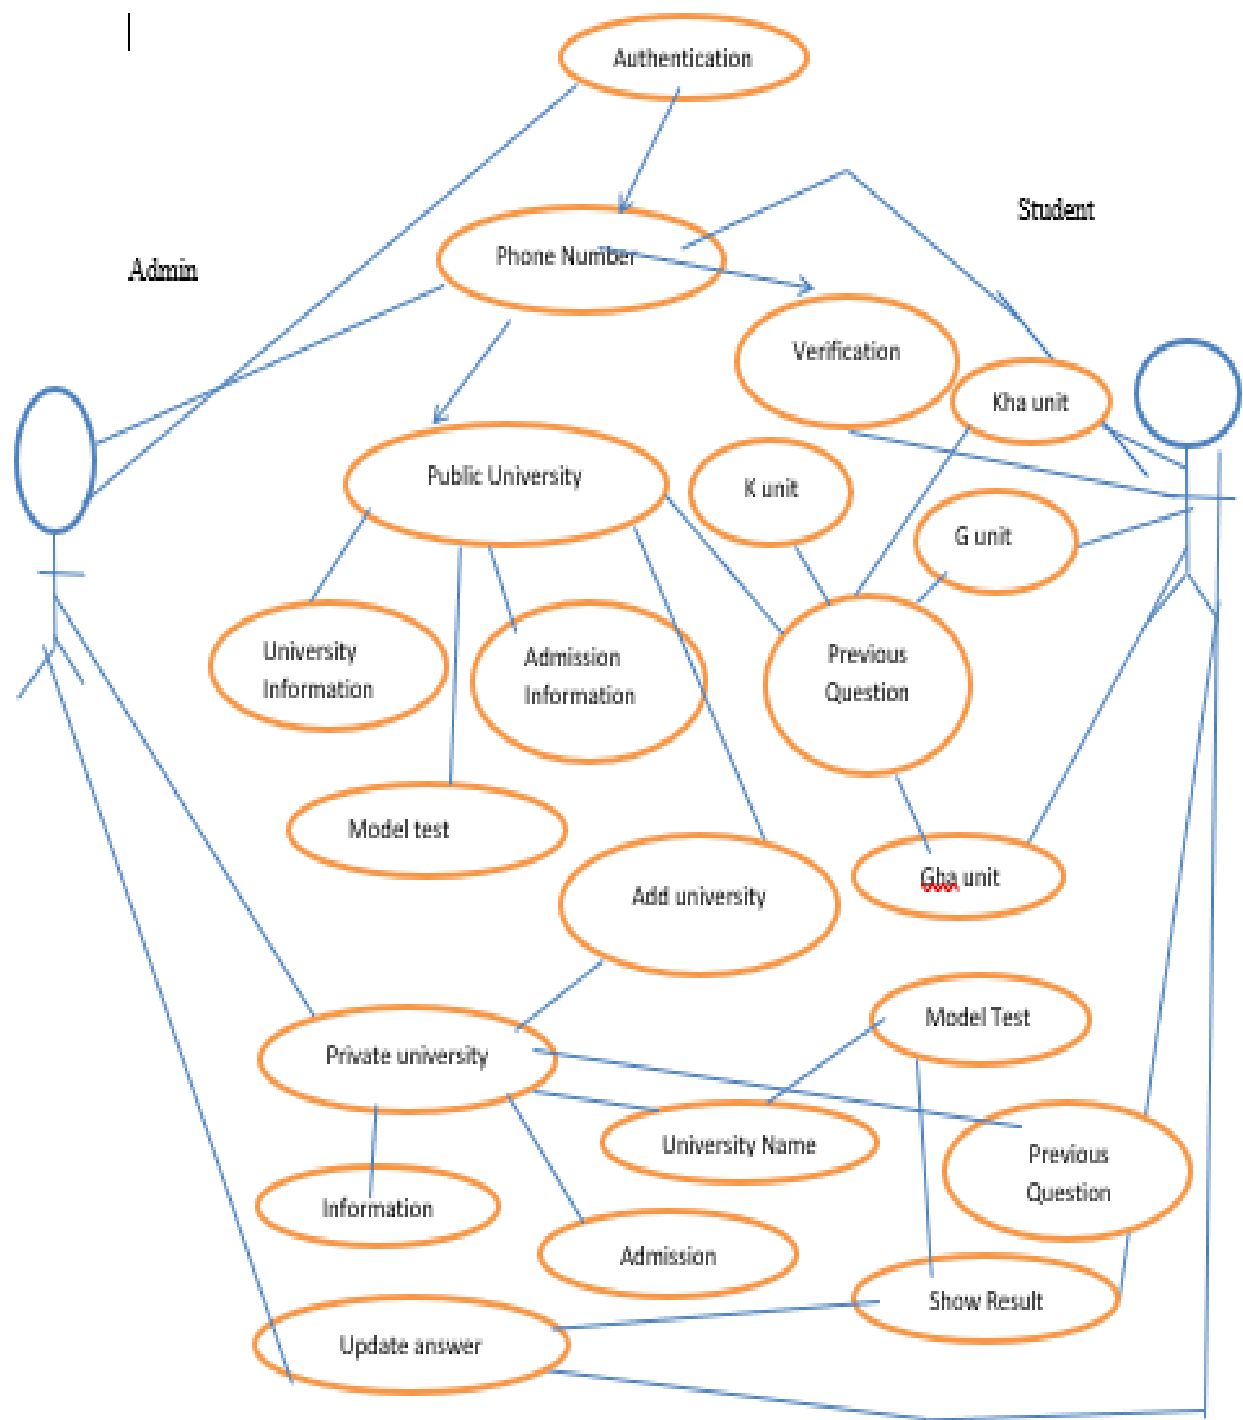 Authentication
Student
Phone Number
Admin
Verification
Kha unit
Public University
K unit
G unit
University
Information
Admission
Information
Previous
Question
Model test
Add university
Gha unit
Model Test
Private university
University Name
Previous
Question
Information
Admission
Show Result
Update answer